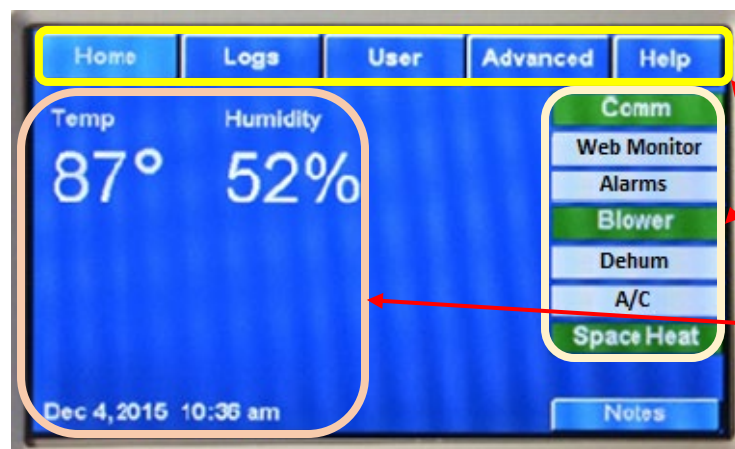 Home Logs User Advanced Help
Temp Humidity
87° 52%
Comm
Web Monitor
Alarms
Blower
Dehum
A/C
Space Heat
Dec 4, 2015 10:36 am
Notes